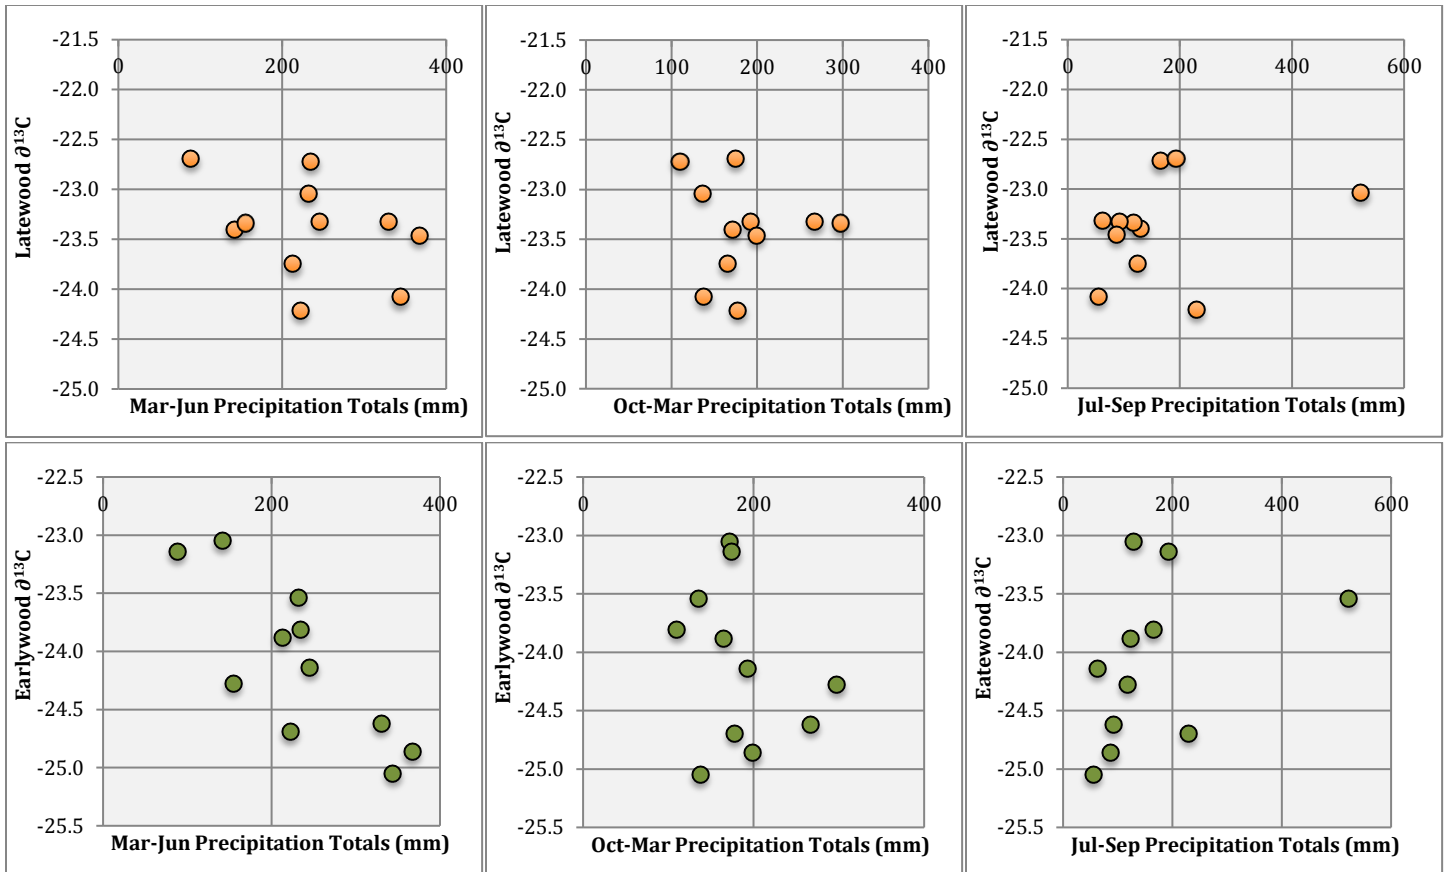 Latewood ∂¹³C
-21.5
-22.0
-22.5
-23.0
-23.5
-24.0
-24.5
-25.0
0 200 400
Mar-Jun Precipitation Totals (mm)
Latewood ∂¹³C
-21.5
-22.0
-22.5
-23.0
-23.5
-24.0
-24.5
-25.0
0 100 200 300 400
Oct-Mar Precipitation Totals (mm)
Latewood ∂¹³C
-21.5
-22.0
-22.5
-23.0
-23.5
-24.0
-24.5
-25.0
0 200 400 600
Jul-Sep Precipitation Totals (mm)
Earlywood ∂¹³C
-22.5
-23.0
-23.5
-24.0
-24.5
-25.0
-25.5
0 200 400
Mar-Jun Precipitation Totals (mm)
Earlywood ∂¹³C
-22.5
-23.0
-23.5
-24.0
-24.5
-25.0
-25.5
0 200 400
Oct-Mar Precipitation Totals (mm)
Eatewood ∂¹³C
-22.5
-23.0
-23.5
-24.0
-24.5
-25.0
-25.5
0 200 400 600
Jul-Sep Precipitation Totals (mm)